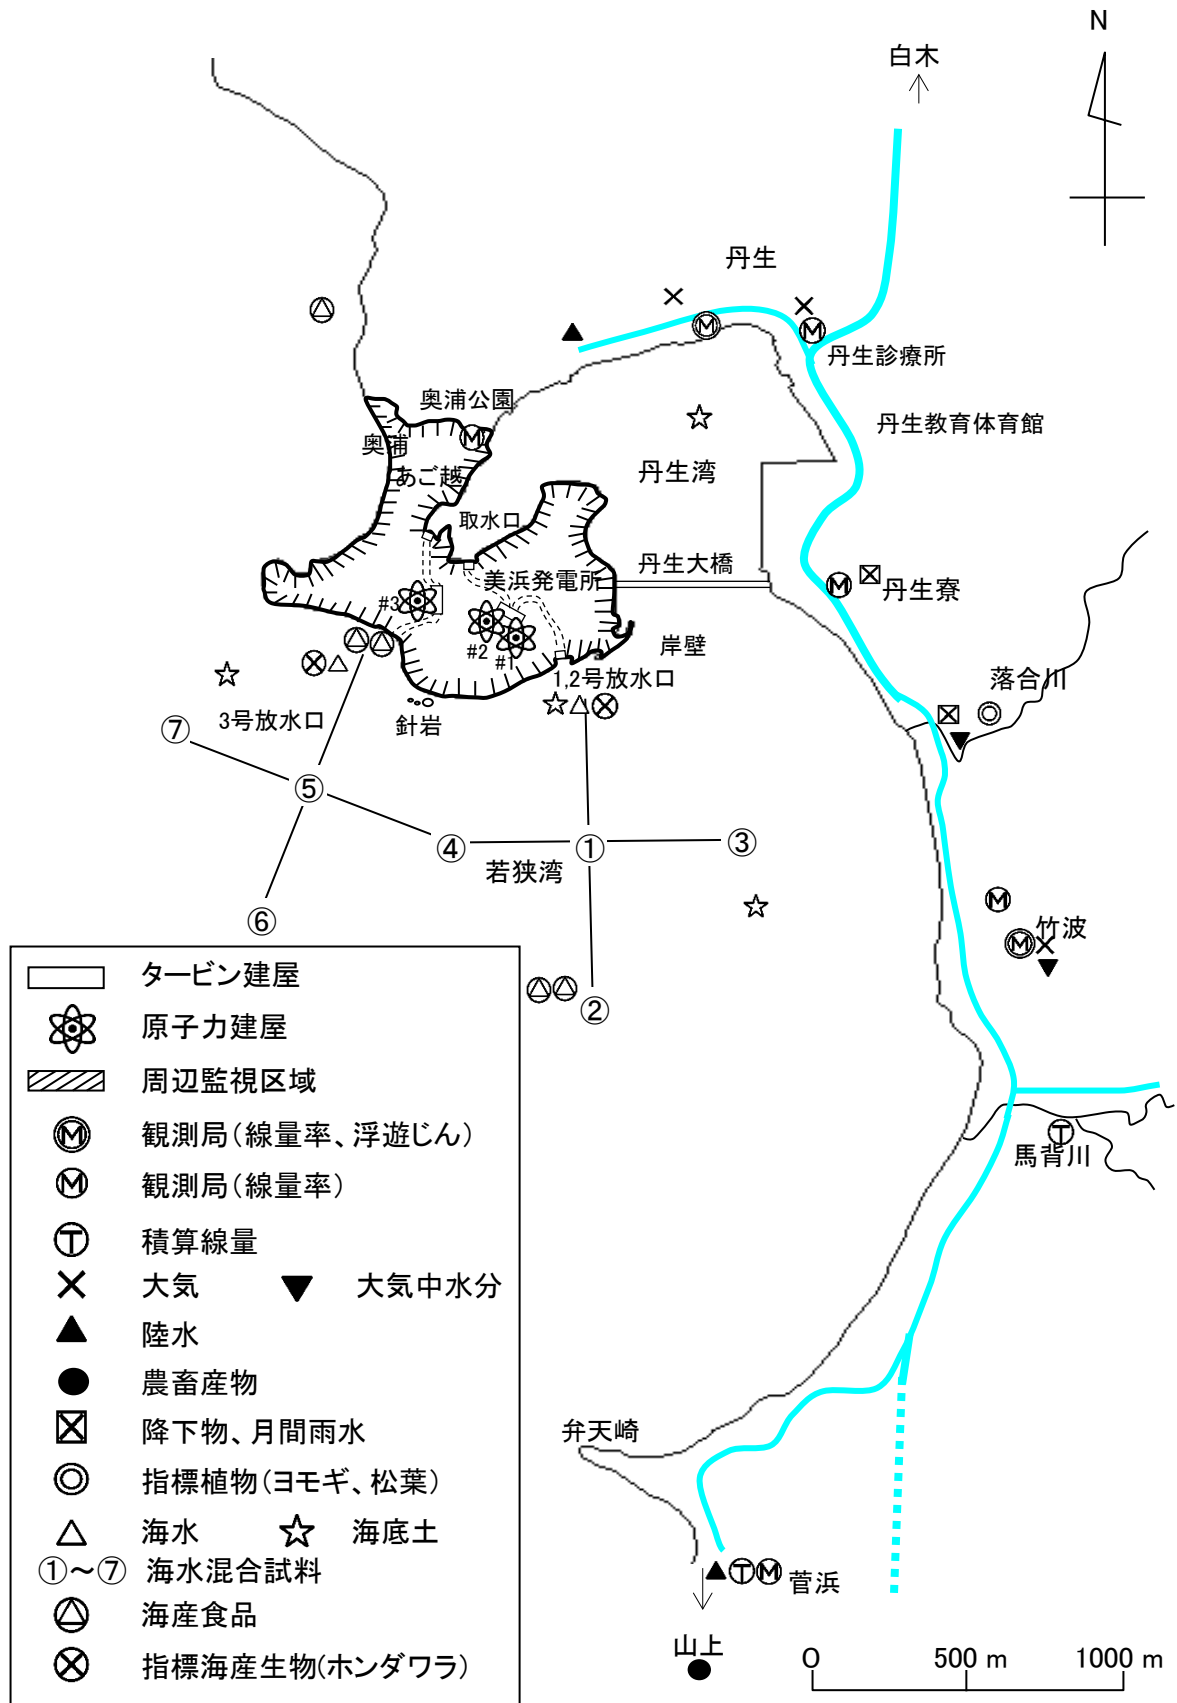 N
白木
丹生
丹生診療所
奥浦公園
丹生教育体育館
奥浦
あご越
丹生湾
取水口
丹生大橋
美浜発電所
丹生寮
#3
#2
#1
岸壁
1,2号放水口
落合川
3号放水口
針岩
⑦
⑤
④
①
③
若狭湾
⑥
竹波
②
馬背川
弁天崎
菅浜
山上
O 500 m 1000 m
タービン建屋
原子力建屋
周辺監視区域
M 観測局(線量率、浮遊じん)
M 観測局(線量率)
T 積算線量
大気 大気中水分
陸水
農畜産物
降下物、月間雨水
指標植物(ヨモギ、松葉)
海水 海底土
①~⑦ 海水混合試料
海産食品
指標海産生物(ホンダワラ)